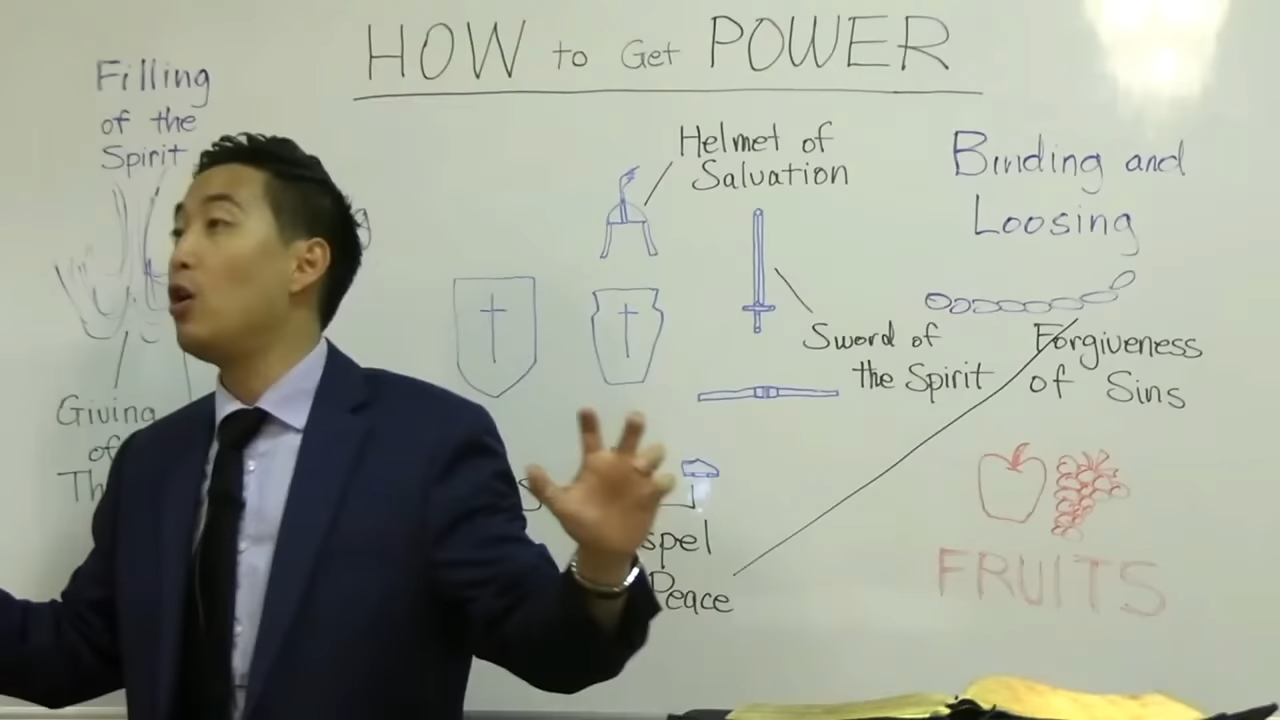 HOW to Get POWER
Filling
of the
Spirit
Giving
of
Helmet of
Salvation
Sword of
the Spirit
Peace
Binding and
Loosing
Forgiveness
of Sins
FRUITS